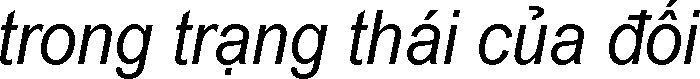 trong trạng thái của đối